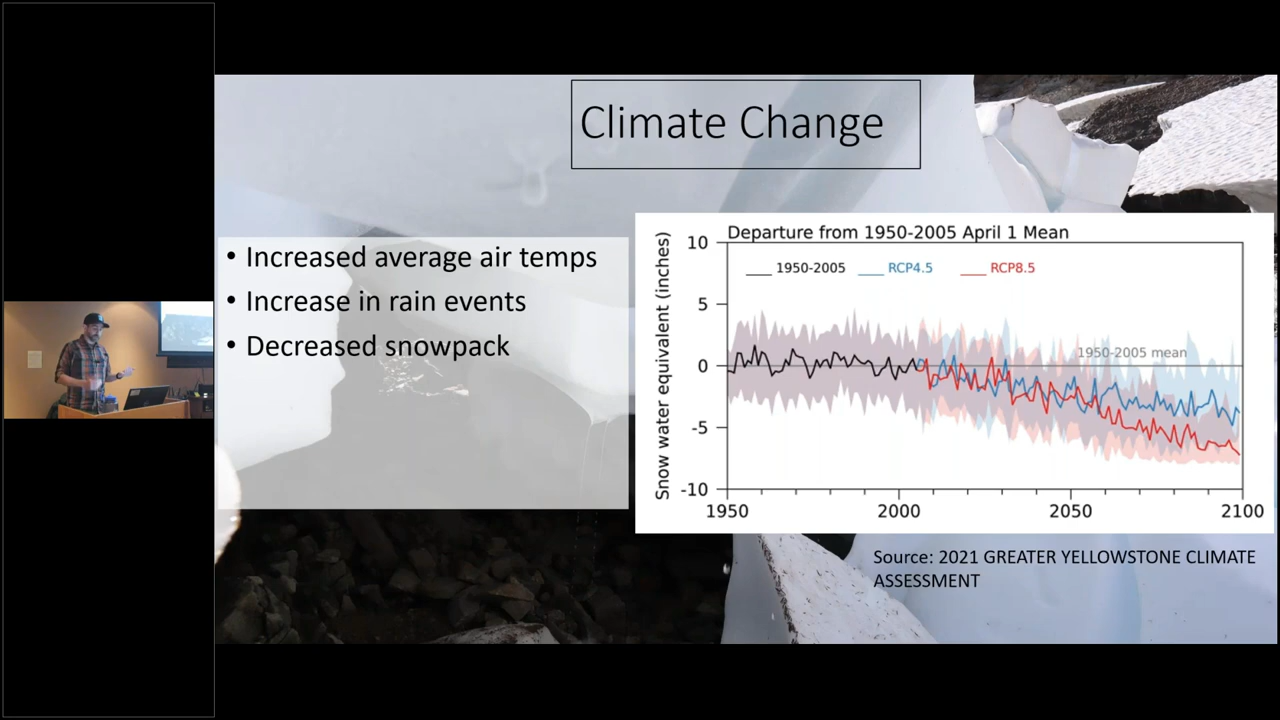 Climate Change
• Increased average air temps
• Increase in rain events
• Decreased snowpack
Departure from 1950-2005 April 1 Mean
1950-2005 RCP4.5 RCP8.5
1950-2005 mean
Snow water equivalent (inches)
10
5
0
-5
-10
1950 2000 2050 2100
Source: 2021 GREATER YELLOWSTONE CLIMATE
ASSESSMENT